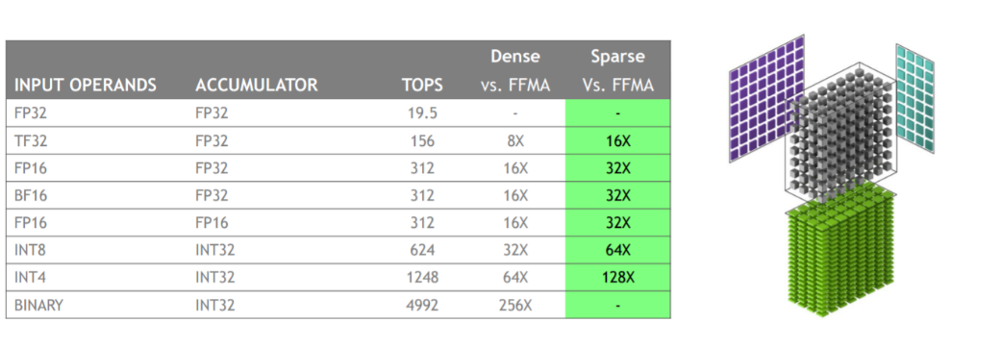 Dense Sparse
INPUT OPERANDS ACCUMULATOR TOPS vs. FFMA Vs. FFMA
FP32 FP32 19.5 - -
TF32 FP32 156 8X 16X
FP16 FP32 312 16X 32X
BF16 FP32 312 16X 32X
FP16 FP16 312 16X 32X
INT8 INT32 624 32X 64X
INT4 INT32 1248 64X 128X
BINARY INT32 4992 256X -